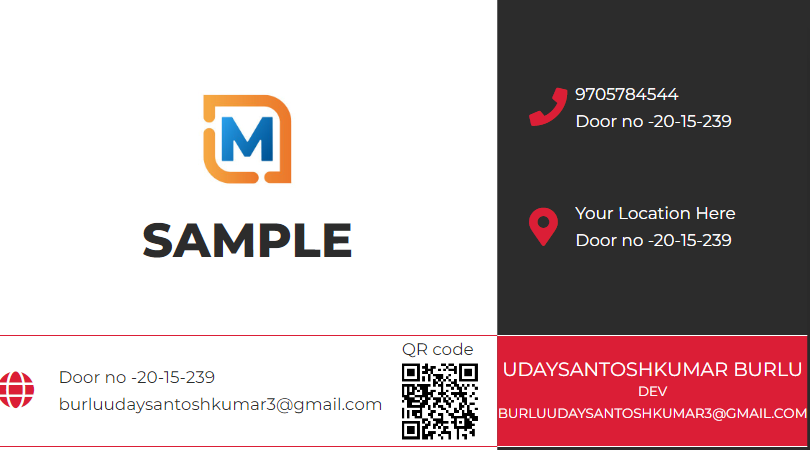 M
SAMPLE
9705784544
Door no -20-15-239
Your Location Here
Door no -20-15-239
QR code
Door no -20-15-239
burluudaysantoshkumar3@gmail.com
UDAYSANTOSHKUMAR BURLU
DEV
BURLUUDAYSANTOSHKUMAR3@GMAIL.COM